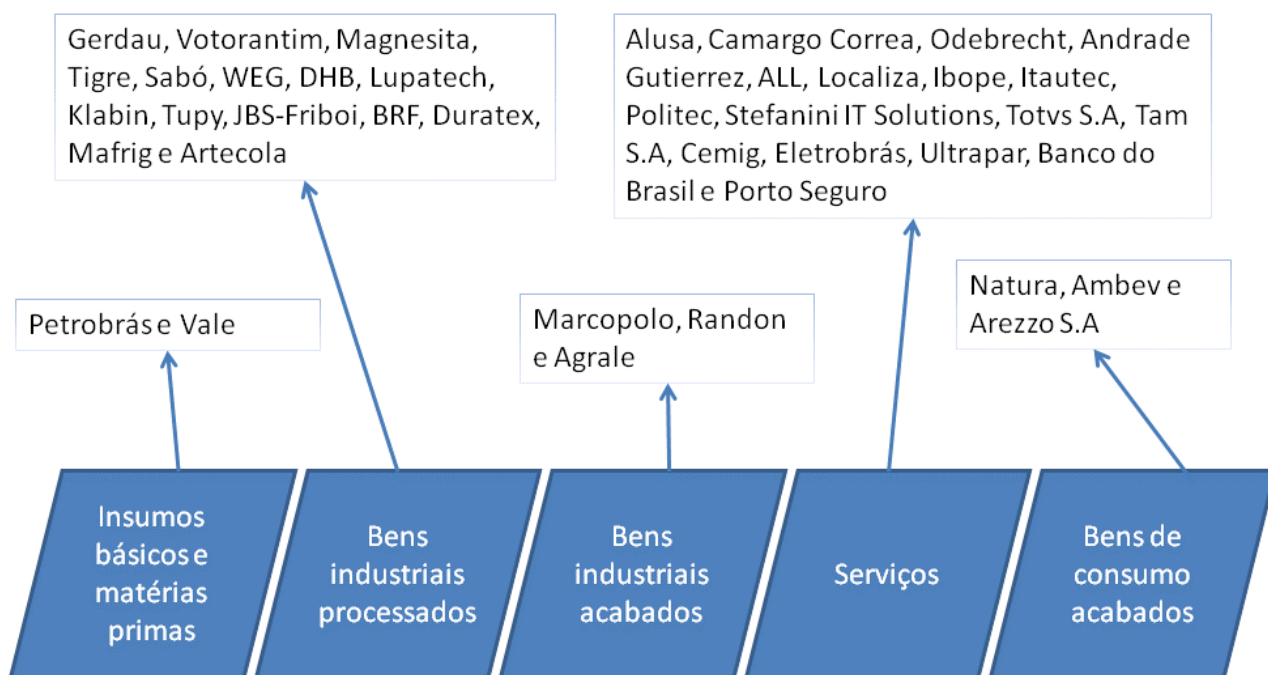 Gerdau, Votorantim, Magnesita,
Tigre, Sabó, WEG, DHB, Lupatech,
Klabin, Tupy, JBS-Friboi, BRF, Duratex,
Mafrig e Artecola
Alusa, Camargo Correa, Odebrecht, Andrade
Gutierrez, ALL, Localiza, Ibope, Itautec,
Politec, Stefanini IT Solutions, Totvs S.A, Tam
S.A, Cemig, Eletrobrás, Ultrapar, Banco do
Brasil e Porto Seguro
Petrobrás e Vale
Marcopolo, Randon
e Agrale
Natura, Ambev e
Arezzo S.A
Insumos
básicos e
matérias
primas
Bens
industriais
processados
Bens
industriais
acabados
Serviços
Bens de
consumo
acabados